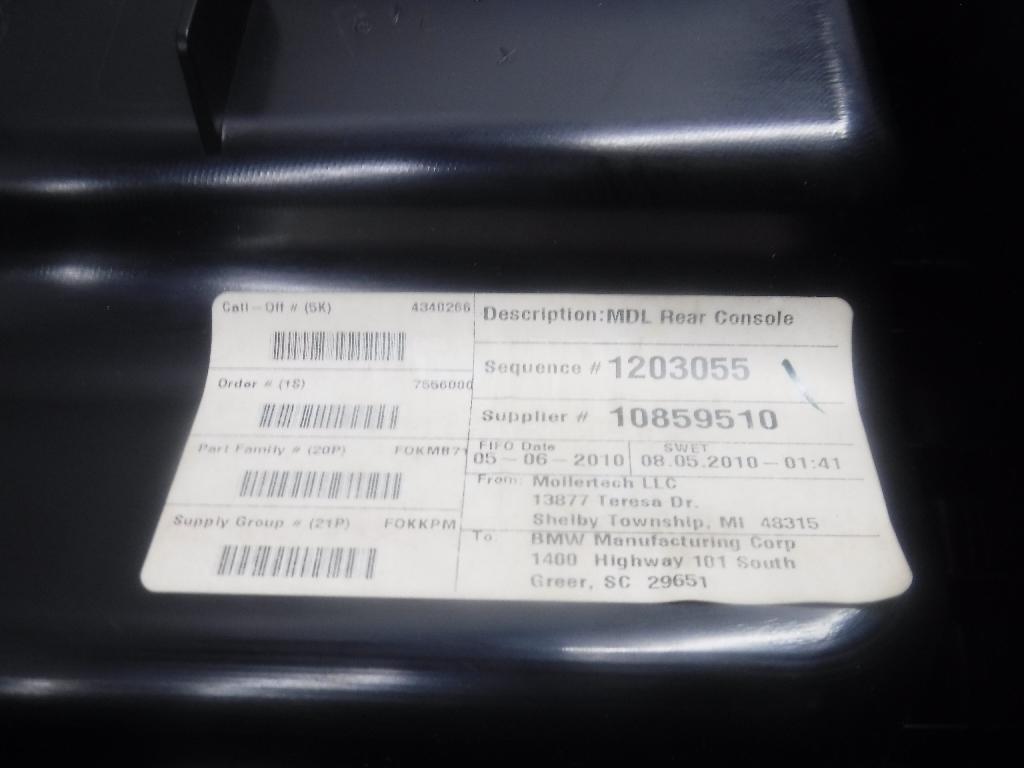 Call-Off # (5K) 4340266
Order # (1S) 7566000
Part Family # (20P) FOKMB71
Supply Group # (21P) FOKKPM
Description:MDL Rear Console
Sequence # 1203055
Supplier # 10859510
FIFO Date
05-06-2010
SWET
08.05.2010-01:41
From: Mollertech LLC
13877 Teresa Dr.
Shelby Township, MI 48315
To BMW Manufacturing Corp
1400 Highway 101 South
Greer, SC 29651